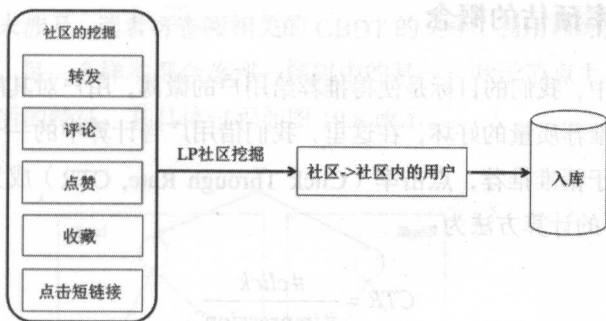 社区的挖掘
转发
评论
点赞
收藏
点击短链接
LP社区挖掘
社区->社区内的用户
入库